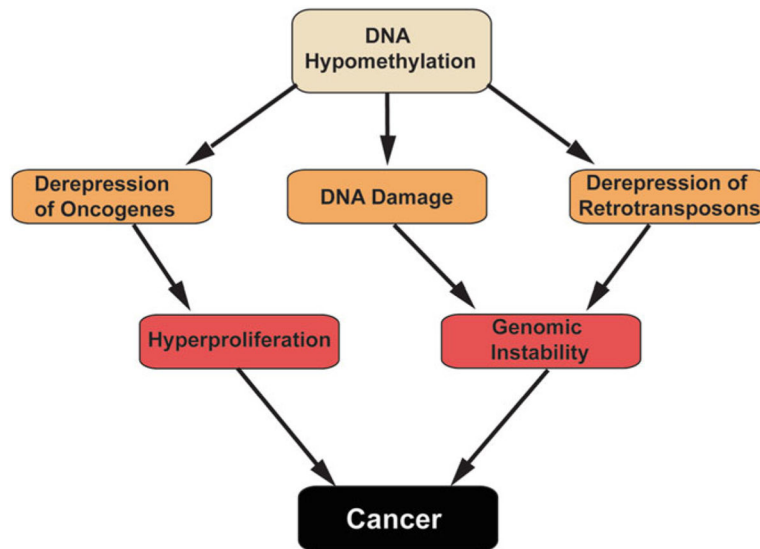 DNA
Hypomethylation
Derepression
of Oncogenes
DNA Damage
Derepression of
Retrotransposons
Hyperproliferation
Genomic
Instability
Cancer